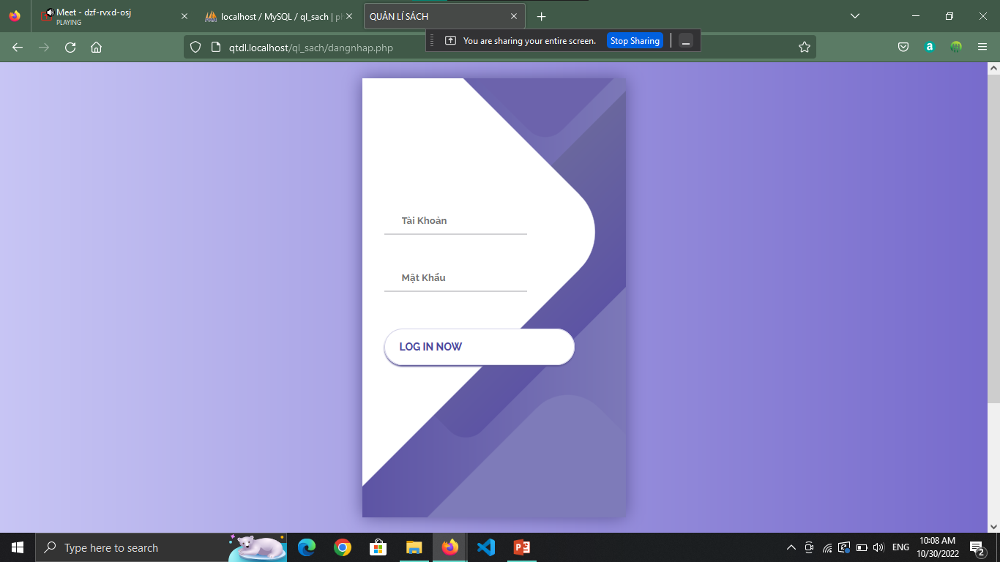 Meet - dzf-rvxd-osj
PLAYING
localhost / MySQL / ql_sach | ph
QUẢN LÍ SÁCH
You are sharing your entire screen.
Stop Sharing
qtdl.localhost/ql_sach/dangnhap.php
Tài Khoản
Mật Khẩu
LOG IN NOW
Type here to search
ENG
10:08 AM
10/30/2022
2